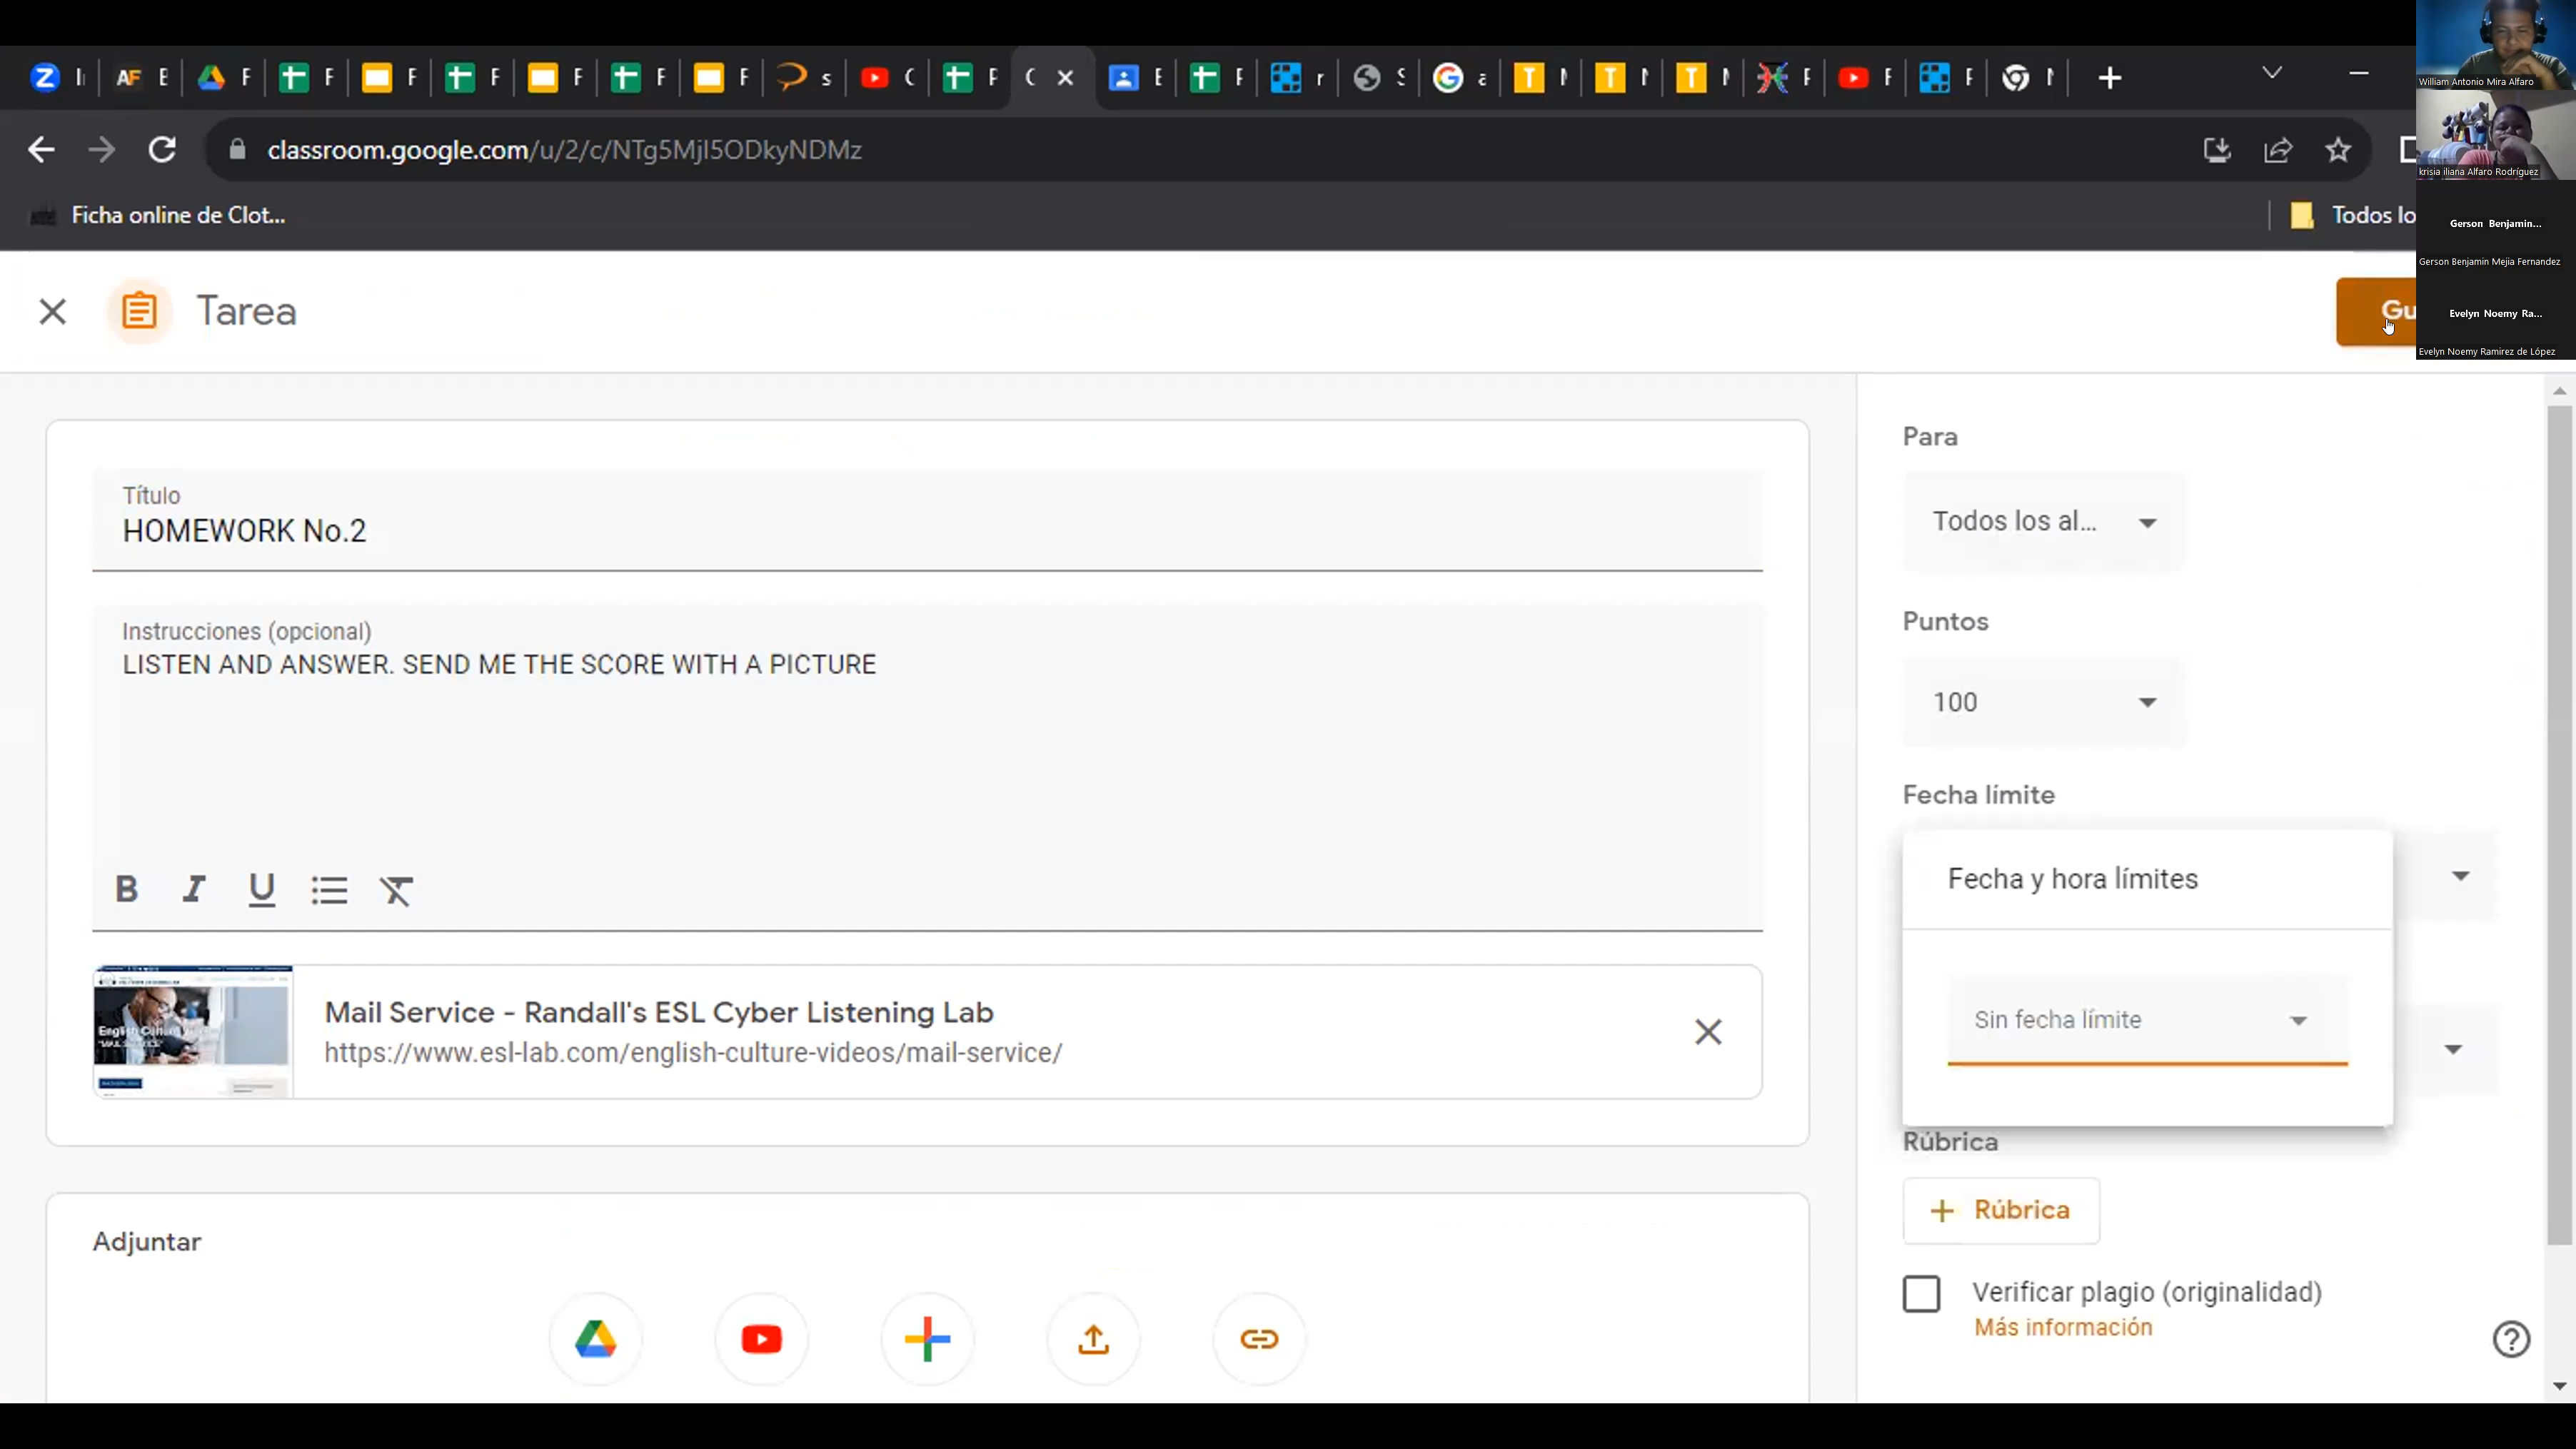 William Antonio Mira Alfaro
krisia iliana Alfaro Rodríguez
Gerson Benjamin...
Gerson Benjamin Mejia Fernandez
Evelyn Noemy Ra...
Evelyn Noemy Ramirez de López
classroom.google.com/u/2/c/NTg5MjI5ODkyNDMz
Ficha online de Clot...
Todos lo
Tarea
Gu
Título
HOMEWORK No.2
Instrucciones (opcional)
LISTEN AND ANSWER. SEND ME THE SCORE WITH A PICTURE
B I U
Mail Service - Randall's ESL Cyber Listening Lab
https://www.esl-lab.com/english-culture-videos/mail-service/
Adjuntar
Para
Todos los al...
Puntos
100
Fecha límite
Fecha y hora límites
Sin fecha límite
Rúbrica
+ Rúbrica
Verificar plagio (originalidad)
Más información